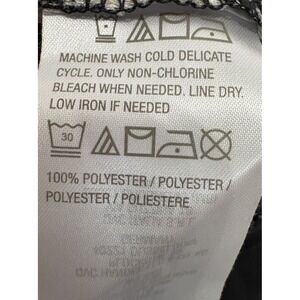 MACHINE WASH COLD DELICATE
CYCLE. ONLY NON-CHLORINE
BLEACH WHEN NEEDED. LINE DRY.
LOW IRON IF NEEDED
30
100% POLYESTER / POLYESTER /
POLYESTER / POLIESTERE